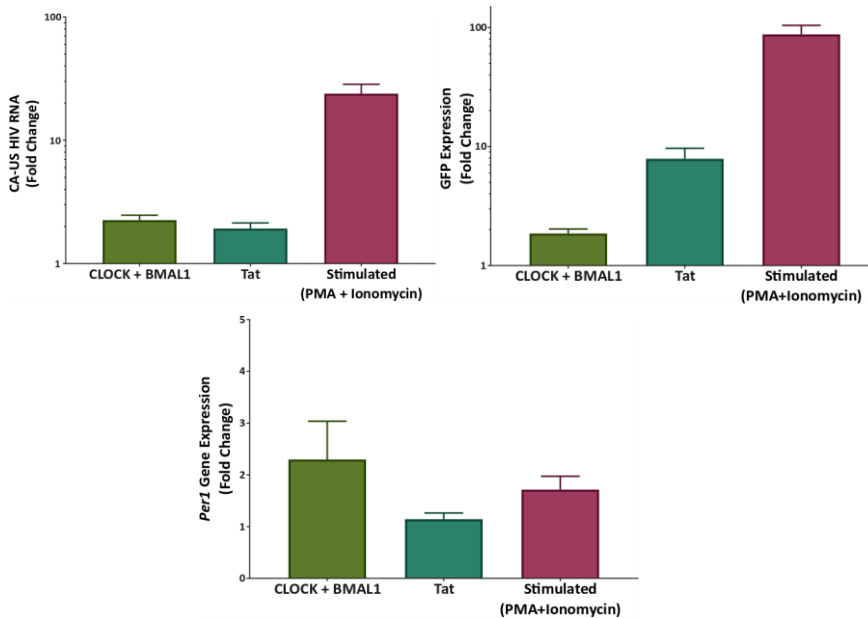 CA-US HIV RNA
(Fold Change)
100
10
1
CLOCK + BMAL1
Tat
Stimulated
(PMA + Ionomycin)
GFP Expression
(Fold Change)
100
10
1
CLOCK + BMAL1
Tat
Stimulated
(PMA+Ionomycin)
Per1 Gene Expression
(Fold Change)
5
4
3
2
1
0
CLOCK + BMAL1
Tat
Stimulated
(PMA+Ionomycin)